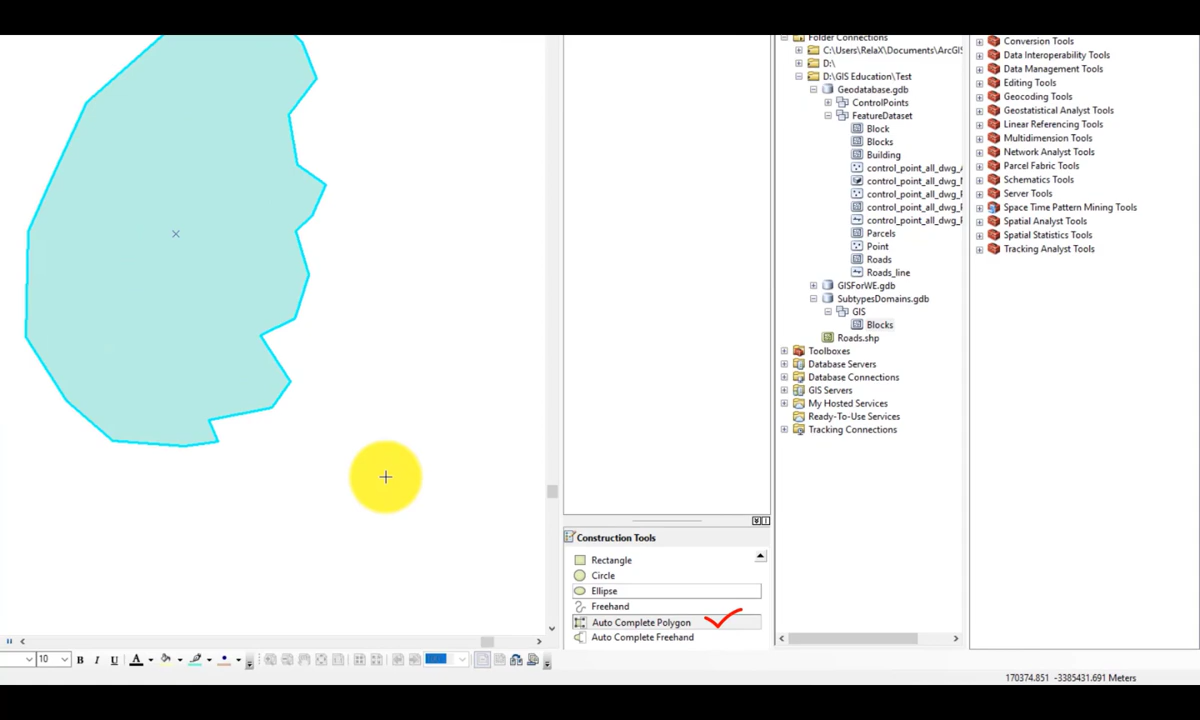 Folder Connections
C:\Users\RelaX\Documents\ArcGIS
D:\
D:\GIS Education\Test
Geodatabase.gdb
ControlPoints
FeatureDataset
Block
Blocks
Building
control_point_all_dwg_A
control_point_all_dwg_M
control_point_all_dwg_P
control_point_all_dwg_P
control_point_all_dwg_P
Parcels
Point
Roads
Roads_line
GISForWE.gdb
SubtypesDomains.gdb
GIS
Blocks
Roads.shp
Toolboxes
Database Servers
Database Connections
GIS Servers
My Hosted Services
Ready-To-Use Services
Tracking Connections
Conversion Tools
Data Interoperability Tools
Data Management Tools
Editing Tools
Geocoding Tools
Geostatistical Analyst Tools
Linear Referencing Tools
Multidimension Tools
Network Analyst Tools
Parcel Fabric Tools
Schematics Tools
Server Tools
Space Time Pattern Mining Tools
Spatial Analyst Tools
Spatial Statistics Tools
Tracking Analyst Tools
Construction Tools
Rectangle
Circle
Ellipse
Freehand
Auto Complete Polygon
Auto Complete Freehand
10 B I U A
170374.851 -3385431.691 Meters